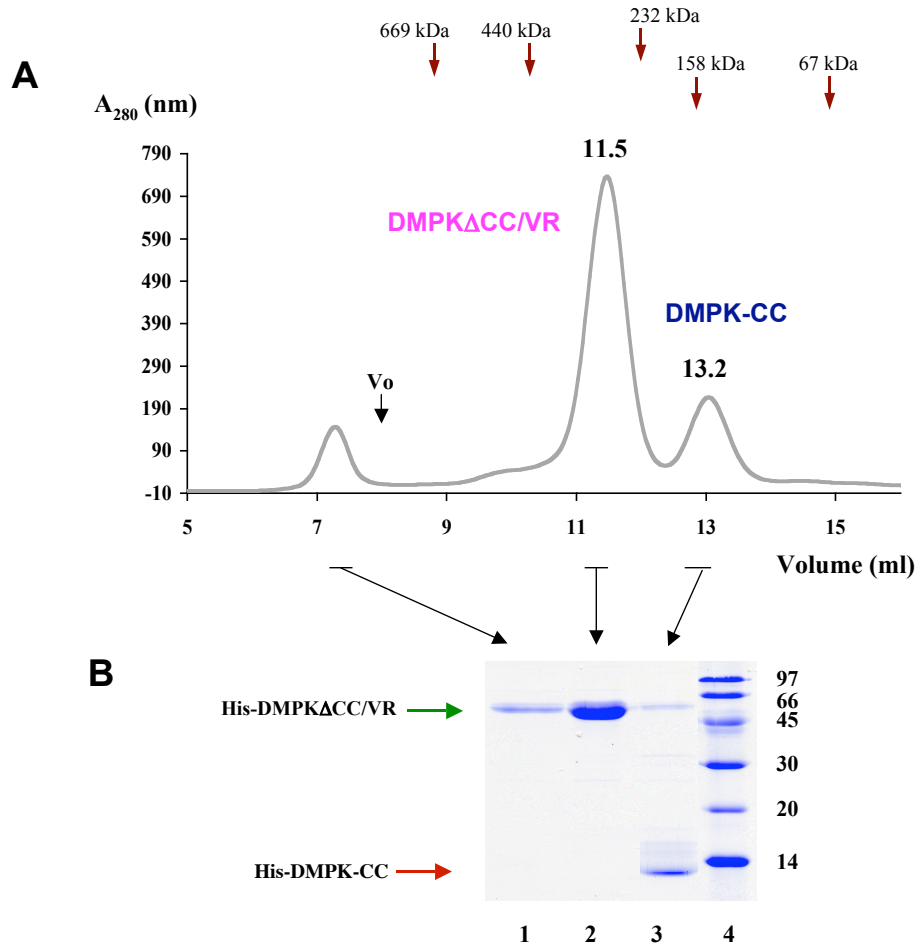 669 kDa 440 kDa 232 kDa
158 kDa 67 kDa
A
A280 (nm)
790
690
590
490
390
290
190
90
-10
11.5
DMPKΔCC/VR
DMPK-CC
13.2
Vo
5 7 9 11 13 15
Volume (ml)
B
His-DMPKΔCC/VR
His-DMPK-CC
97
66
45
30
20
14
1 2 3 4